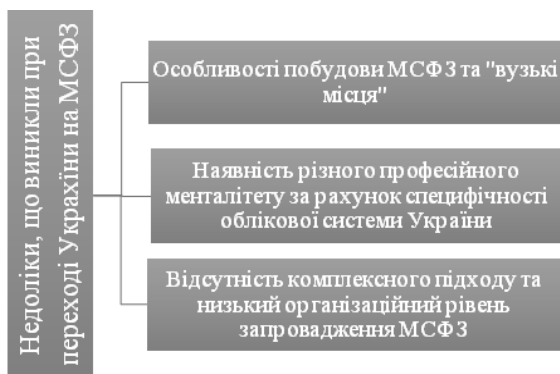 Недоліки, що виникли при
переході Украхїни на МСФЗ
Особливості побудови МСФЗ та "вузькі
місця"
Наявність різного професійного
менталітету за рахунок специфічності
облікової системи України
Відсутність комплексного підходу та
низький організаційний рівень
запровадження МСФЗ